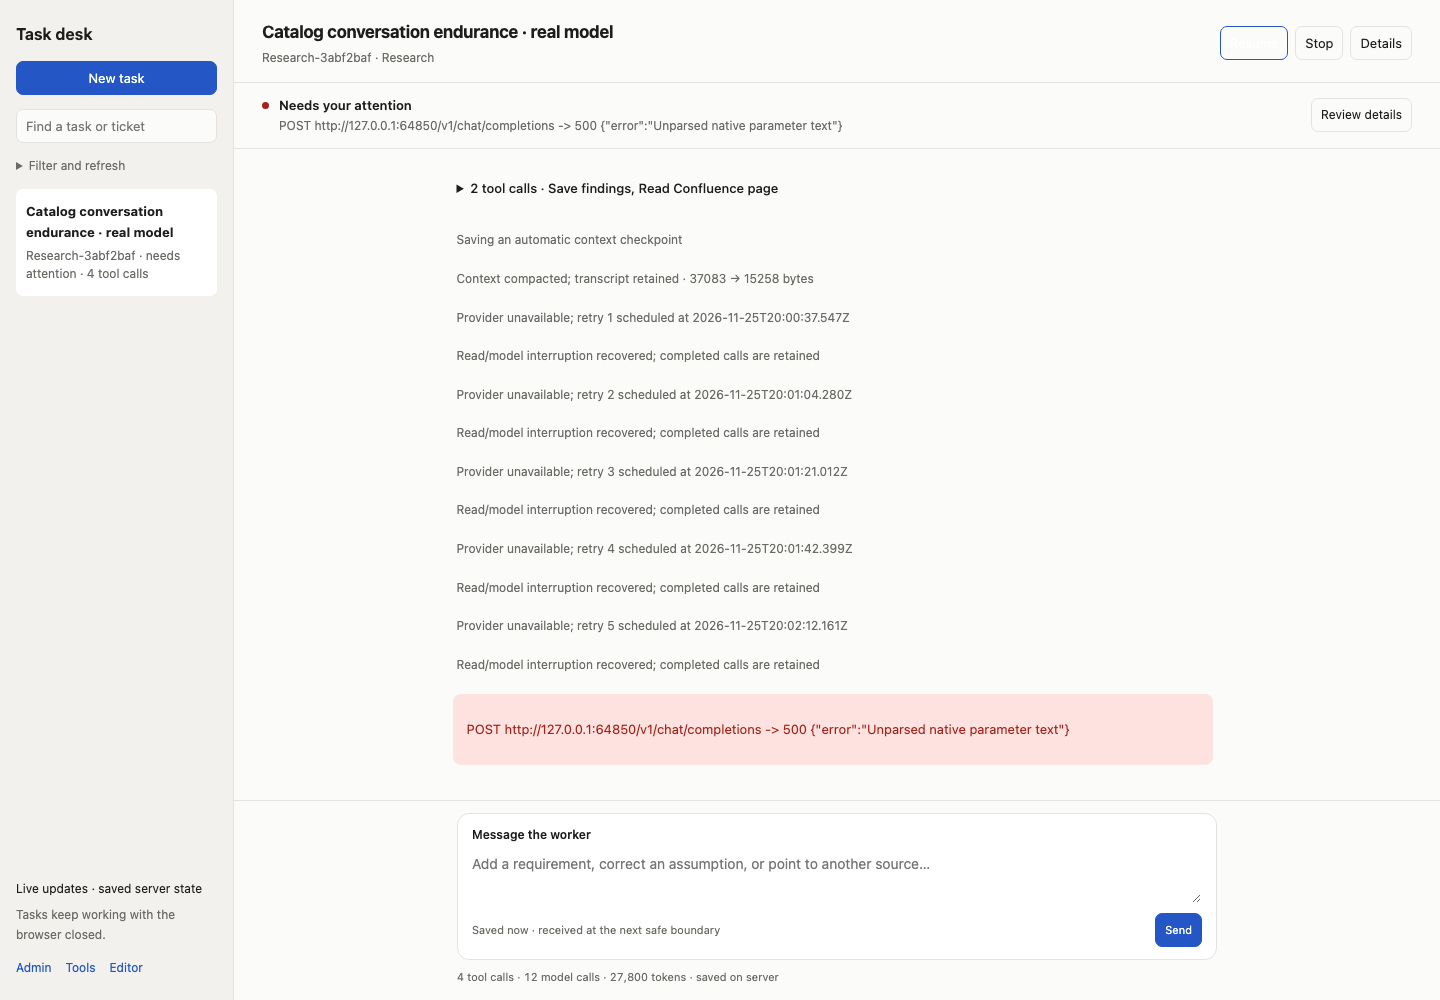 Task desk
New task
Find a task or ticket
Filter and refresh
Catalog conversation
endurance · real model
Research-3abf2baf · needs
attention · 4 tool calls
Live updates · saved server state
Tasks keep working with the
browser closed.
Admin Tools Editor
Catalog conversation endurance · real model
Research-3abf2baf · Research
Stop
Details
Needs your attention
POST http://127.0.0.1:64850/v1/chat/completions -> 500 {"error":"Unparsed native parameter text"}
Review details
2 tool calls · Save findings, Read Confluence page
Saving an automatic context checkpoint
Context compacted; transcript retained · 37083 → 15258 bytes
Provider unavailable; retry 1 scheduled at 2026-11-25T20:00:37.547Z
Read/model interruption recovered; completed calls are retained
Provider unavailable; retry 2 scheduled at 2026-11-25T20:01:04.280Z
Read/model interruption recovered; completed calls are retained
Provider unavailable; retry 3 scheduled at 2026-11-25T20:01:21.012Z
Read/model interruption recovered; completed calls are retained
Provider unavailable; retry 4 scheduled at 2026-11-25T20:01:42.399Z
Read/model interruption recovered; completed calls are retained
Provider unavailable; retry 5 scheduled at 2026-11-25T20:02:12.161Z
Read/model interruption recovered; completed calls are retained
POST http://127.0.0.1:64850/v1/chat/completions -> 500 {"error":"Unparsed native parameter text"}
Message the worker
Add a requirement, correct an assumption, or point to another source...
Saved now · received at the next safe boundary
Send
4 tool calls · 12 model calls · 27,800 tokens · saved on server